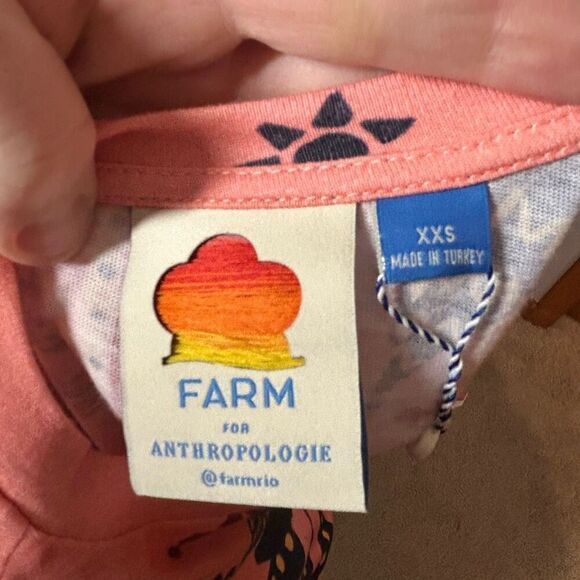 XXS
MADE IN TURKEY
FARM
FOR
ANTHROPOLOGIE
@farmrio